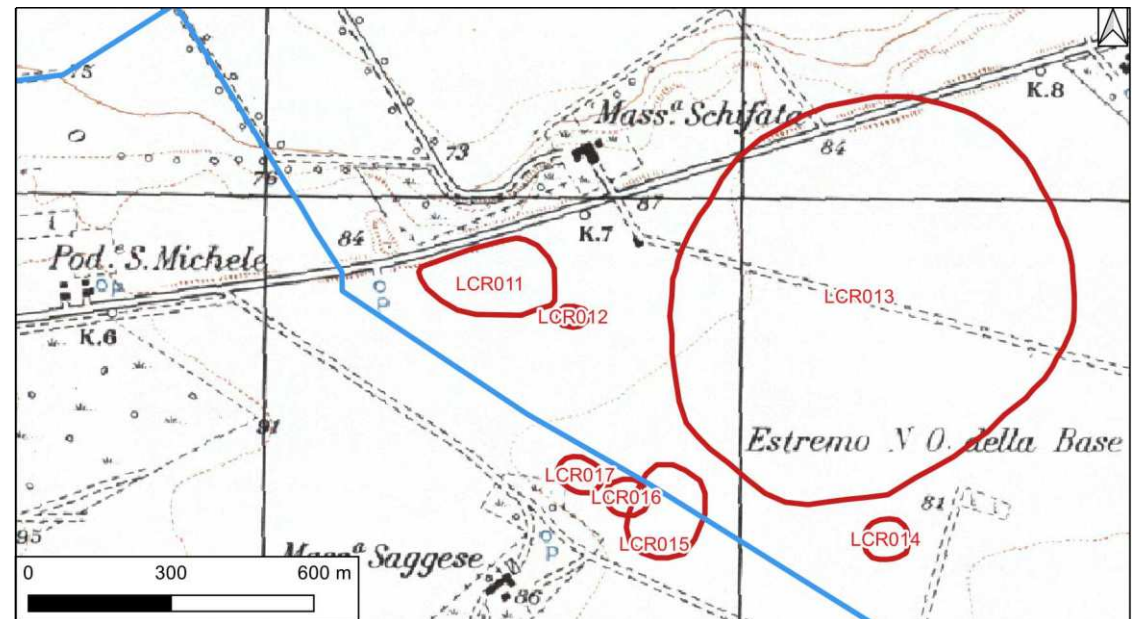 75
K.8
Mass.ª Schifata
84
73
76
87
K.7
84
Pod.ᵉ S. Michele
i
p
p
K.6
LCR011
LCR012
LCR013
91
Estremo N O. della Base
LCR017
LCR016
81
LCR015
LCR014
95
p
Mass.ª Saggese
86
0 300 600 m